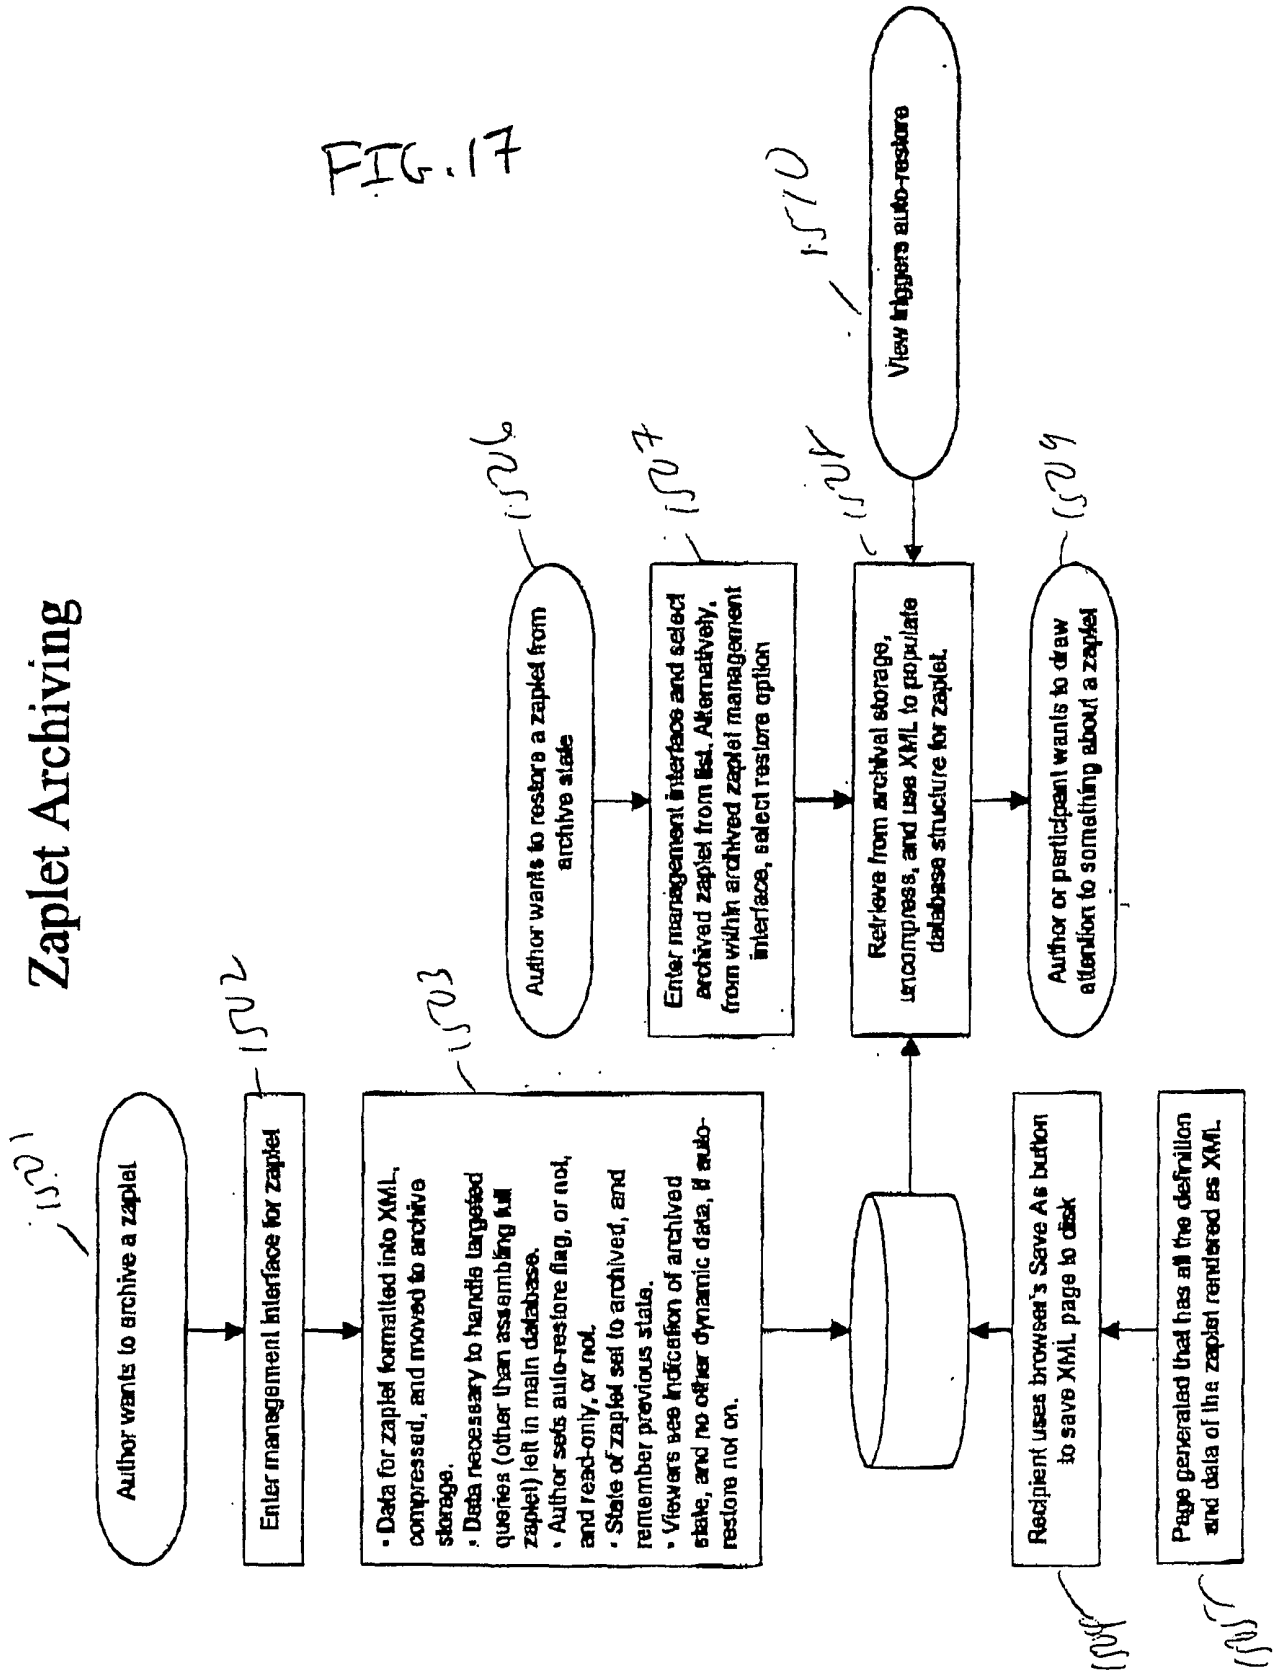 Zaplet Archiving
FIG. 17
1501
Author wants to archive a zaplet
1502
Enter management interface for zaplet
1503
• Data for zaplet formatted into XML,
compressed, and moved to archive
storage.
• Data necessary to handle targeted
queries (other than assembling full
zaplet) left in main database.
• Author sets auto-restore flag, or not,
and read-only, or not.
• State of zaplet set to archived, and
remember previous state.
• Viewers see indication of archived
state, and no other dynamic data, if auto-
restore not on.
1504
Recipient uses browser's Save As button
to save XML page to disk
1505
Page generated that has all the definition
and data of the zaplet rendered as XML.
1506
Author wants to restore a zaplet from
archive state
1507
Enter management interface and select
archived zaplet from list. Alternatively,
from within archived zaplet management
interface, select restore option
1508
Retrieve from archival storage,
uncompress, and use XML to populate
database structure for zaplet.
1509
Author or participant wants to draw
attention to something about a zaplet
1510
View triggers auto-restore